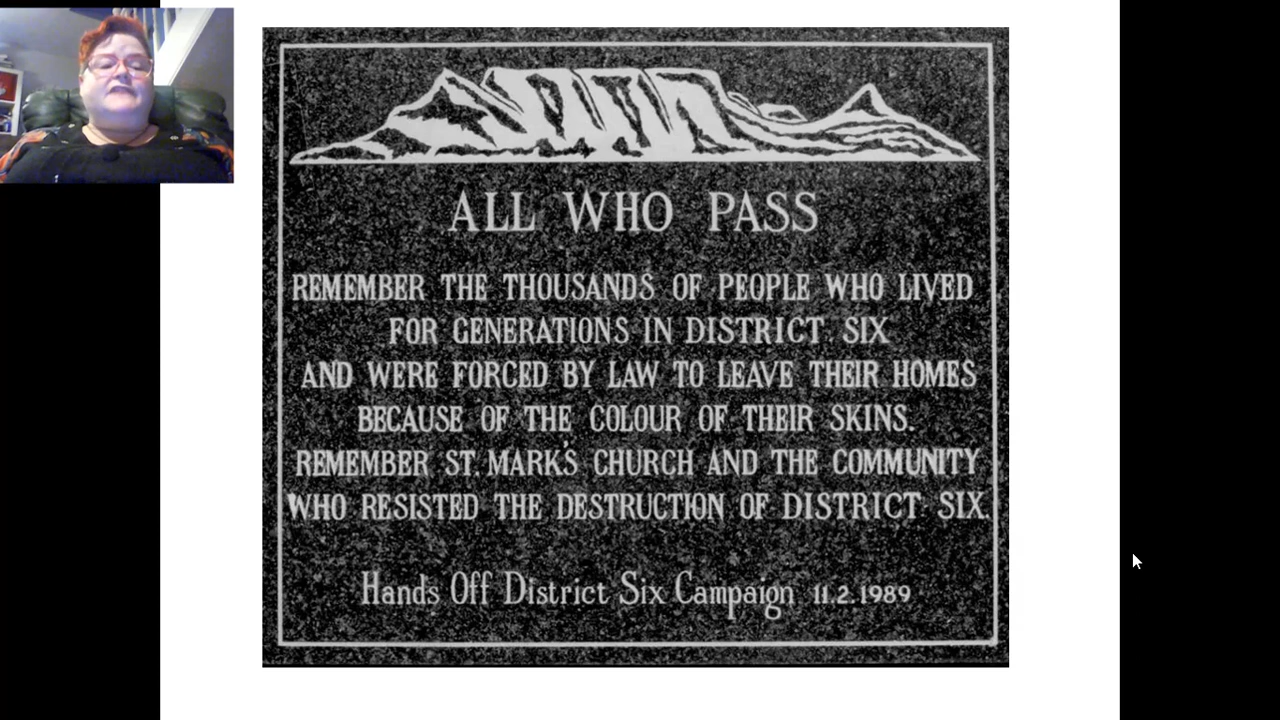 ALL WHO PASS
REMEMBER THE THOUSANDS OF PEOPLE WHO LIVED
FOR GENERATIONS IN DISTRICT SIX
AND WERE FORCED BY LAW TO LEAVE THEIR HOMES
BECAUSE OF THE COLOUR OF THEIR SKINS.
REMEMBER ST. MARK'S CHURCH AND THE COMMUNITY
WHO RESISTED THE DESTRUCTION OF DISTRICT SIX.
Hands Off District Six Campaign 11.2.1989